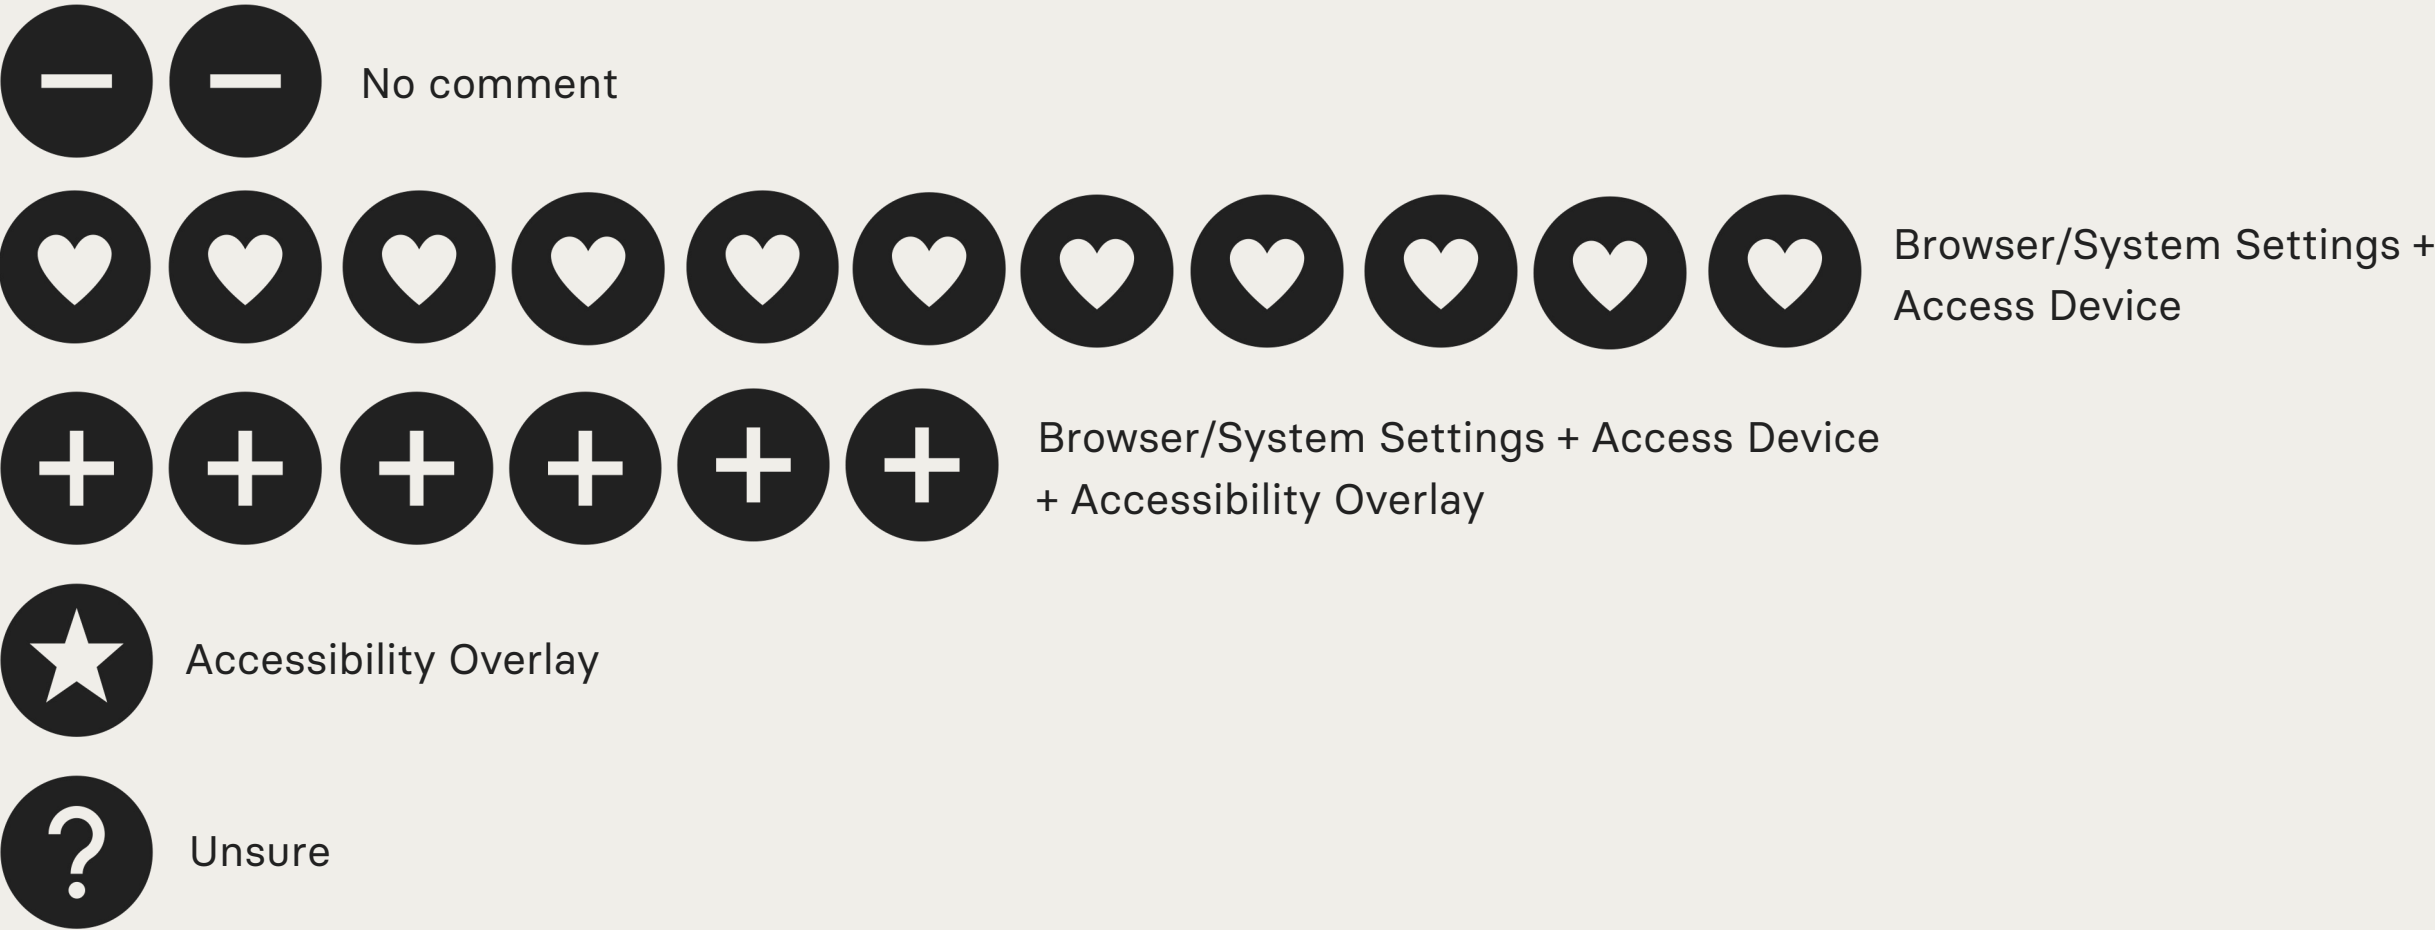 No comment
Browser/System Settings +
Access Device
Browser/System Settings + Access Device
+ Accessibility Overlay
Accessibility Overlay
? Unsure